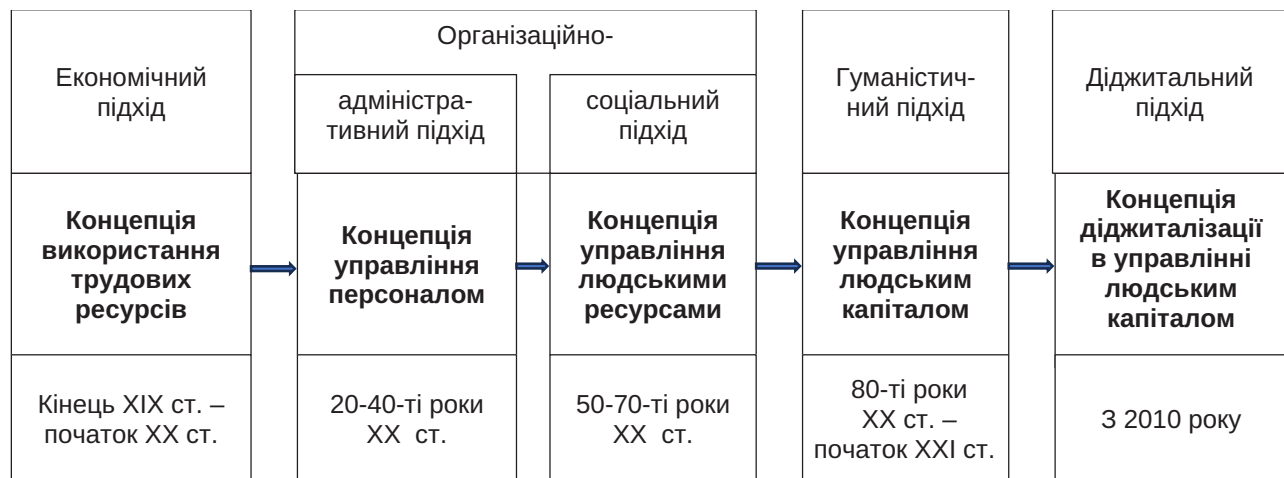 Економічний
підхід
Організаційно-
адміністра-
тивний підхід
соціальний
підхід
Гуманістич-
ний підхід
Діджитальний
підхід
Концепція
використання
трудових
ресурсів
Концепція
управління
персоналом
Концепція
управління
людськими
ресурсами
Концепція
управління
людським
капіталом
Концепція
діджиталізації
в управлінні
людським
капіталом
Кінець XIX ст. –
початок XX ст.
20-40-ті роки
XX ст.
50-70-ті роки
XX ст.
80-ті роки
XX ст. –
початок XXI ст.
З 2010 року